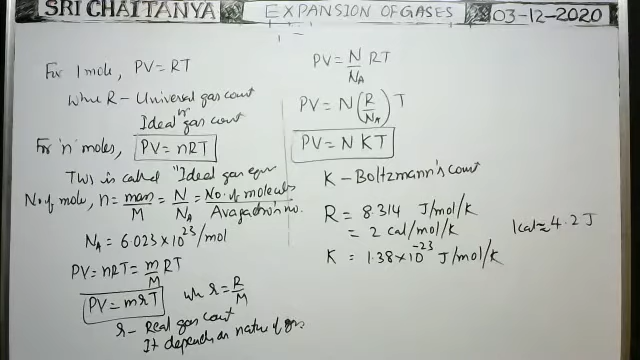 SRI CHAITANYA
EXPANSION OF GASES
03-12-2020
For 1 mole, PV = RT
Where R - Universal gas const
(or)
Ideal gas const
For 'n' moles, PV = nRT
This is called "Ideal gas eqn
No. of moles, n = mass/M = N/NA = No. of molecules/Avagadro's no.
NA = 6.023 × 10^23/mol
PV = nRT = m/M RT
PV = mrT where r = R/M
r - Real gas const
It depends on nature of gas
PV = N/NA RT
PV = N (R/NA) T
PV = N K T
K - Boltzmann's const
R = 8.314 J/mol/K
= 2 cal/mol/K
1 cal ≈ 4.2 J
K = 1.38 × 10^-23 J/mol/K